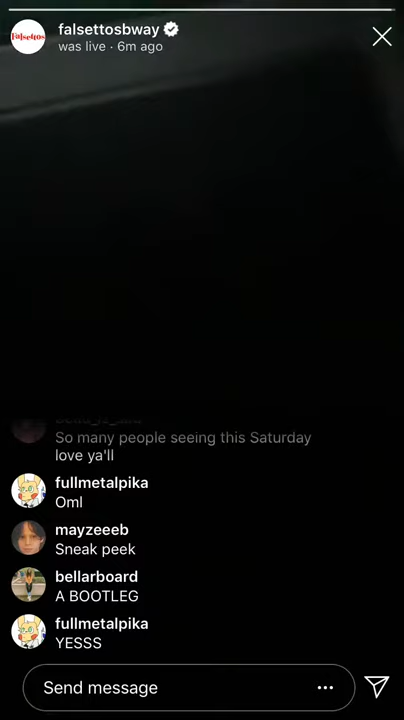 Falsettos
falsettosbway
was live · 6m ago
So many people seeing this Saturday
love ya'll
fullmetalpika
Oml
mayzeeeb
Sneak peek
bellarboard
A BOOTLEG
fullmetalpika
YESSS
Send message